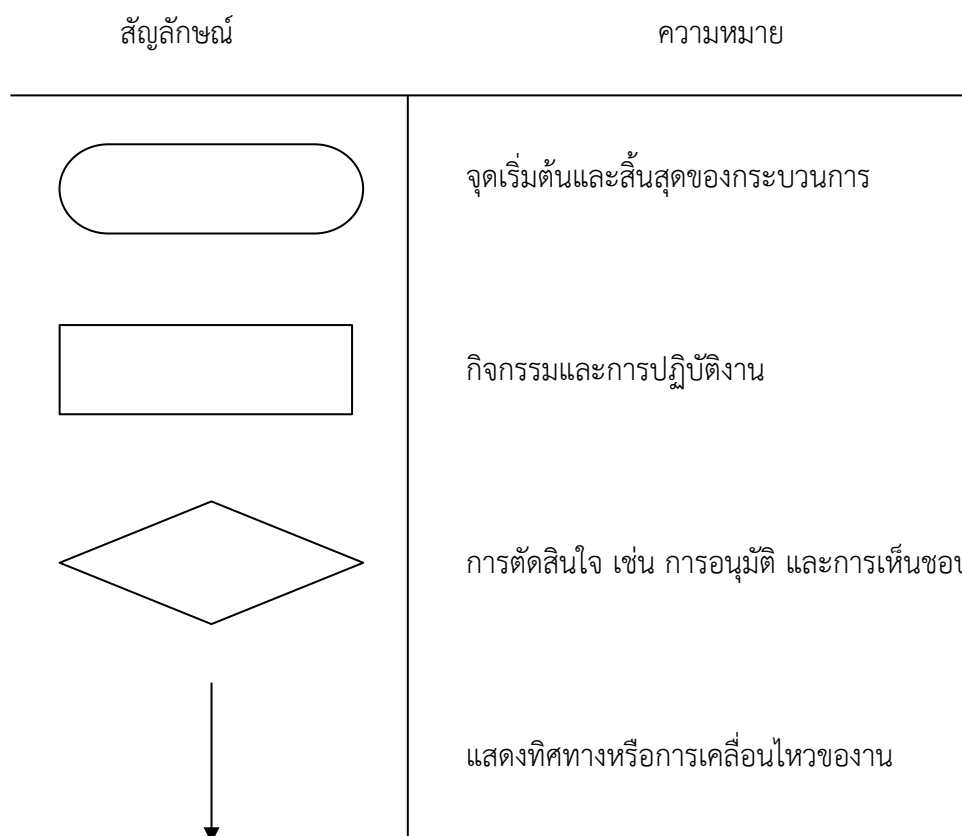 สัญลักษณ์ ความหมาย
จุดเริ่มต้นและสิ้นสุดของกระบวนการ
กิจกรรมและการปฏิบัติงาน
การตัดสินใจ เช่น การอนุมัติ และการเห็นชอบ
แสดงทิศทางหรือการเคลื่อนไหวของงาน